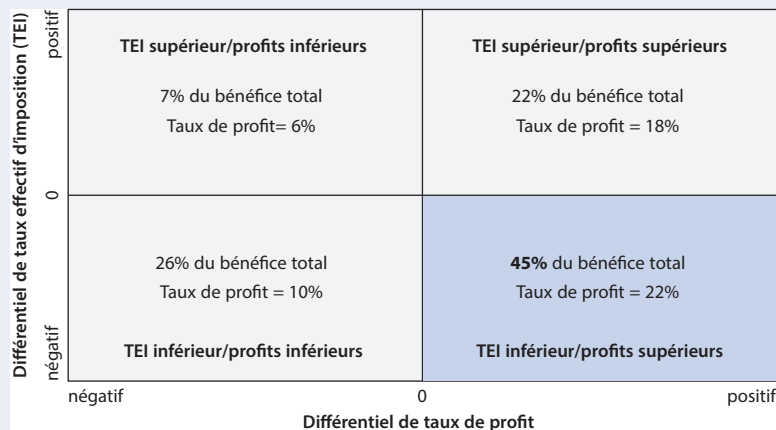 Différentiel de taux effectif d'imposition (TEI)
positif
0
négatif
TEI supérieur/profits inférieurs
7% du bénéfice total
Taux de profit= 6%
TEI supérieur/profits supérieurs
22% du bénéfice total
Taux de profit = 18%
26% du bénéfice total
Taux de profit = 10%
TEI inférieur/profits inférieurs
45% du bénéfice total
Taux de profit = 22%
TEI inférieur/profits supérieurs
négatif
0
positif
Différentiel de taux de profit